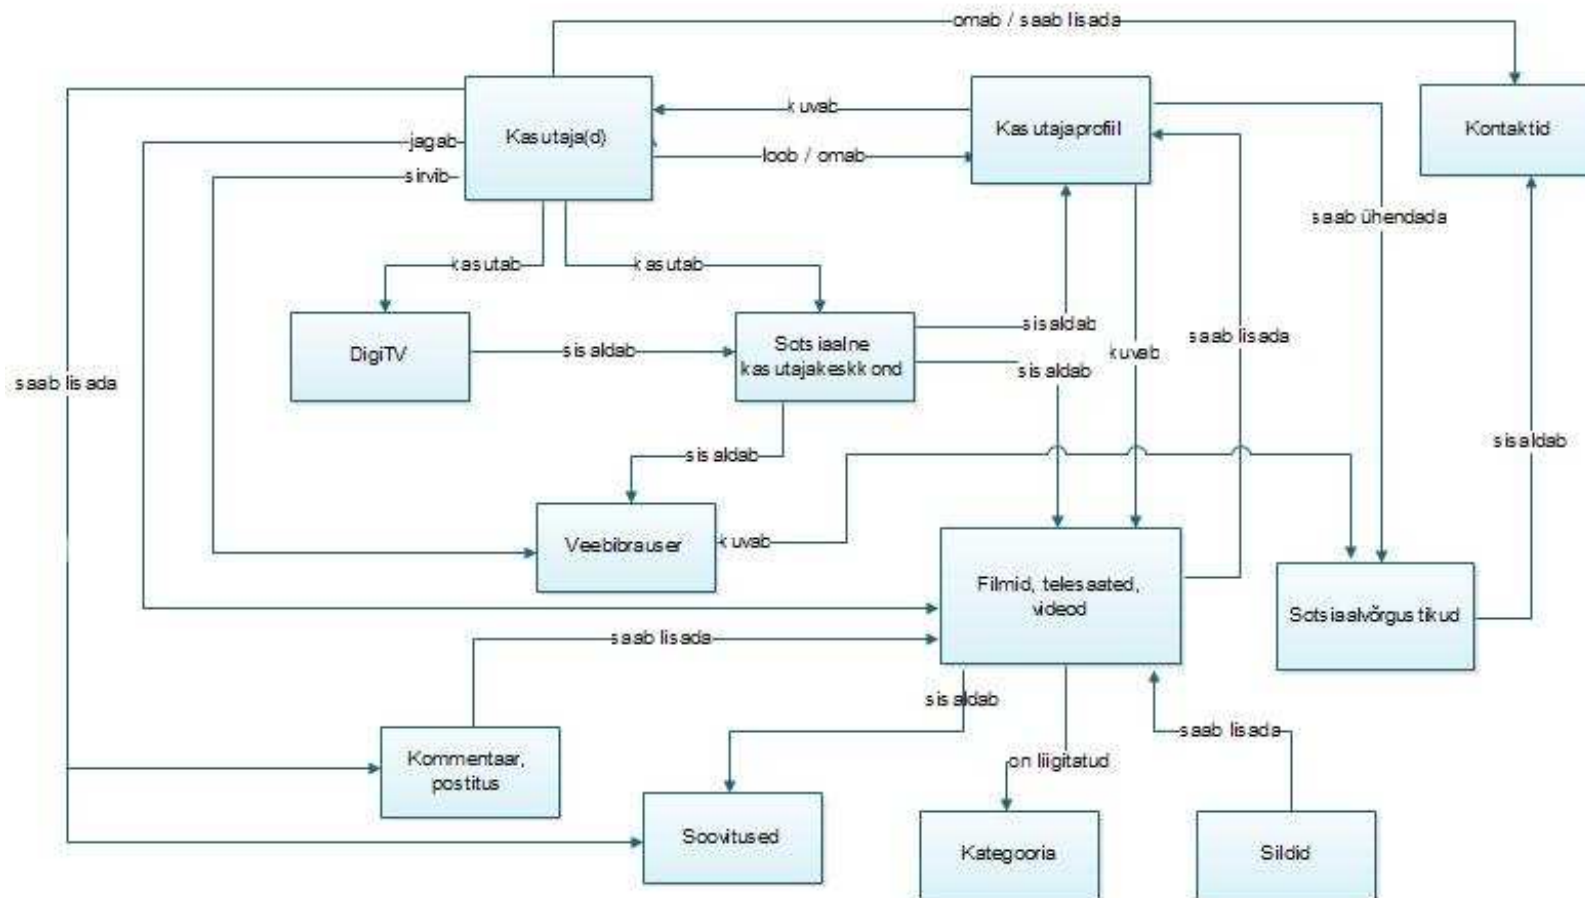 omab / saab lisada
Kasutaja(d)
kuvab
Kasutajaprofiil
Kontaktid
jagab
loob / omab
sirvib
saab ühendada
kasutab
kasutab
sisaldab
saab lisada
DigiTV
sisaldab
Sotsiaalne
kasutajakeskkond
kuvab
sisaldab
saab lisada
sisaldab
sisaldab
Veebibrauser
kuvab
Filmid, telesaated,
videod
Sotsiaalvõrgustikud
saab lisada
sisaldab
saab lisada
Kommentaar,
postitus
on liigitatud
Soovitused
Kategooria
Sildid